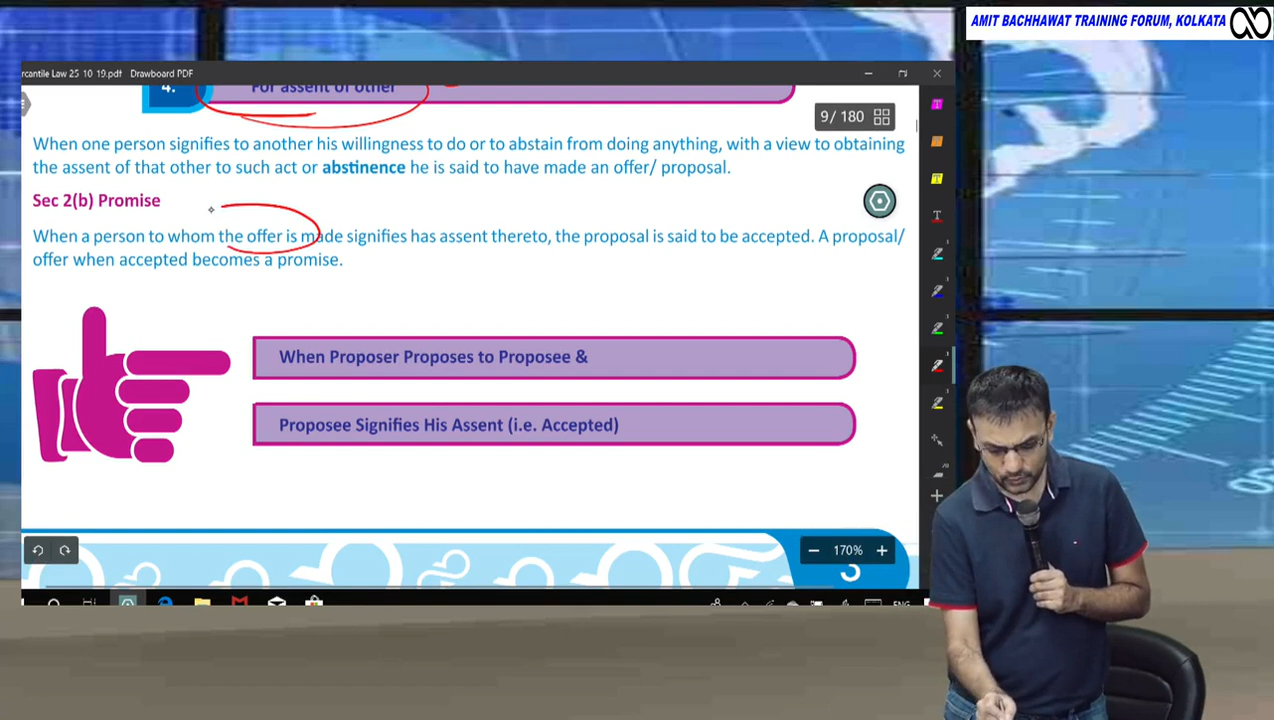 AMIT BACHHAWAT TRAINING FORUM, KOLKATA
rcantile Law 25 10 19.pdf Drawboard PDF
4. For assent of other
9/ 180
When one person signifies to another his willingness to do or to abstain from doing anything, with a view to obtaining
the assent of that other to such act or abstinence he is said to have made an offer/ proposal.
Sec 2(b) Promise
When a person to whom the offer is made signifies has assent thereto, the proposal is said to be accepted. A proposal/
offer when accepted becomes a promise.
When Proposer Proposes to Proposee &
Proposee Signifies His Assent (i.e. Accepted)
170%
3
ENG